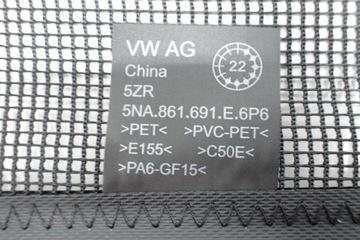 VW AG
22
China
5ZR
5NA.861.691.E.6P6
>PET< >PVC-PET<
>E155< >C50E<
>PA6-GF15<